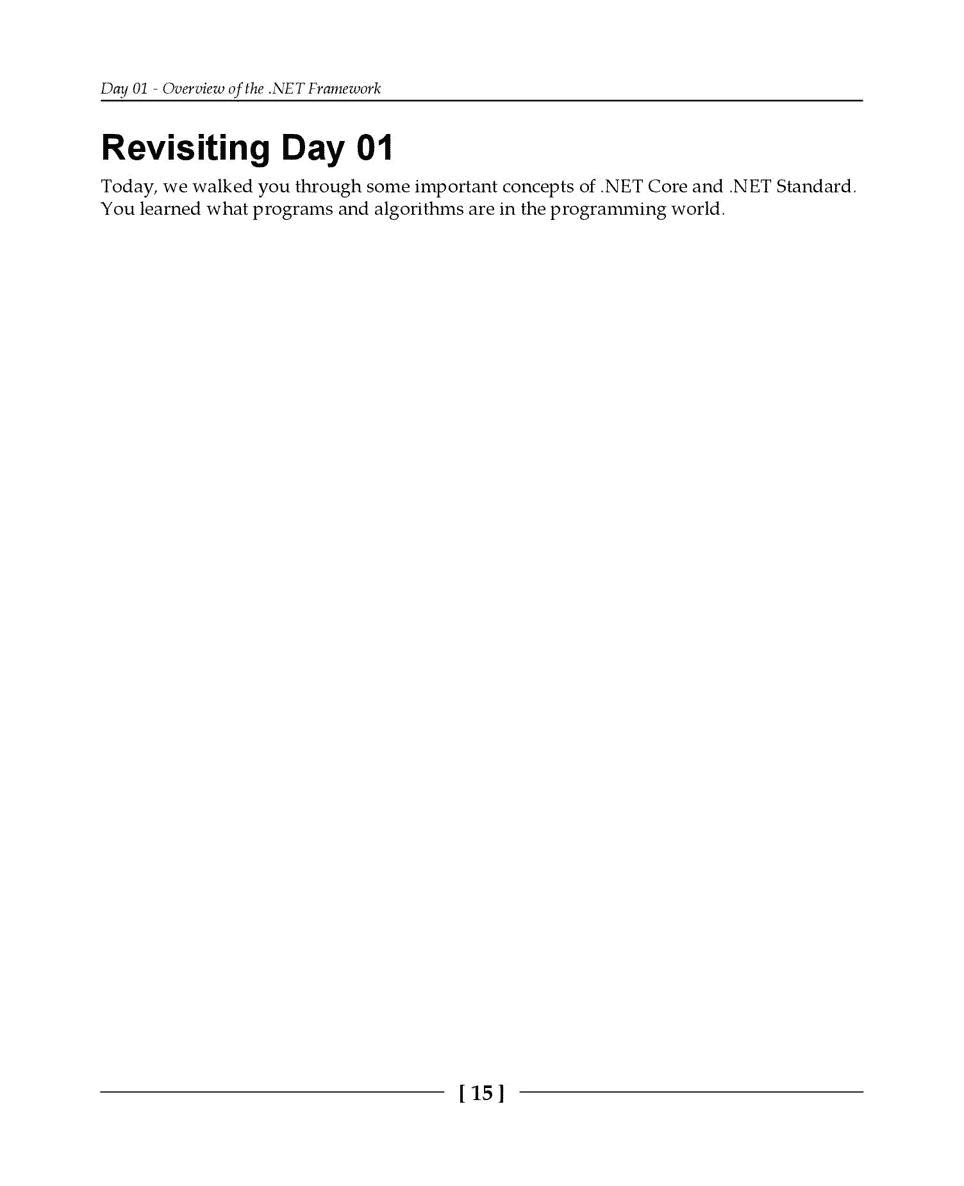 Day 01 - Overview of the .NET Framework
Revisiting Day 01
Today, we walked you through some important concepts of .NET Core and .NET Standard.
You learned what programs and algorithms are in the programming world.
[ 15 ]